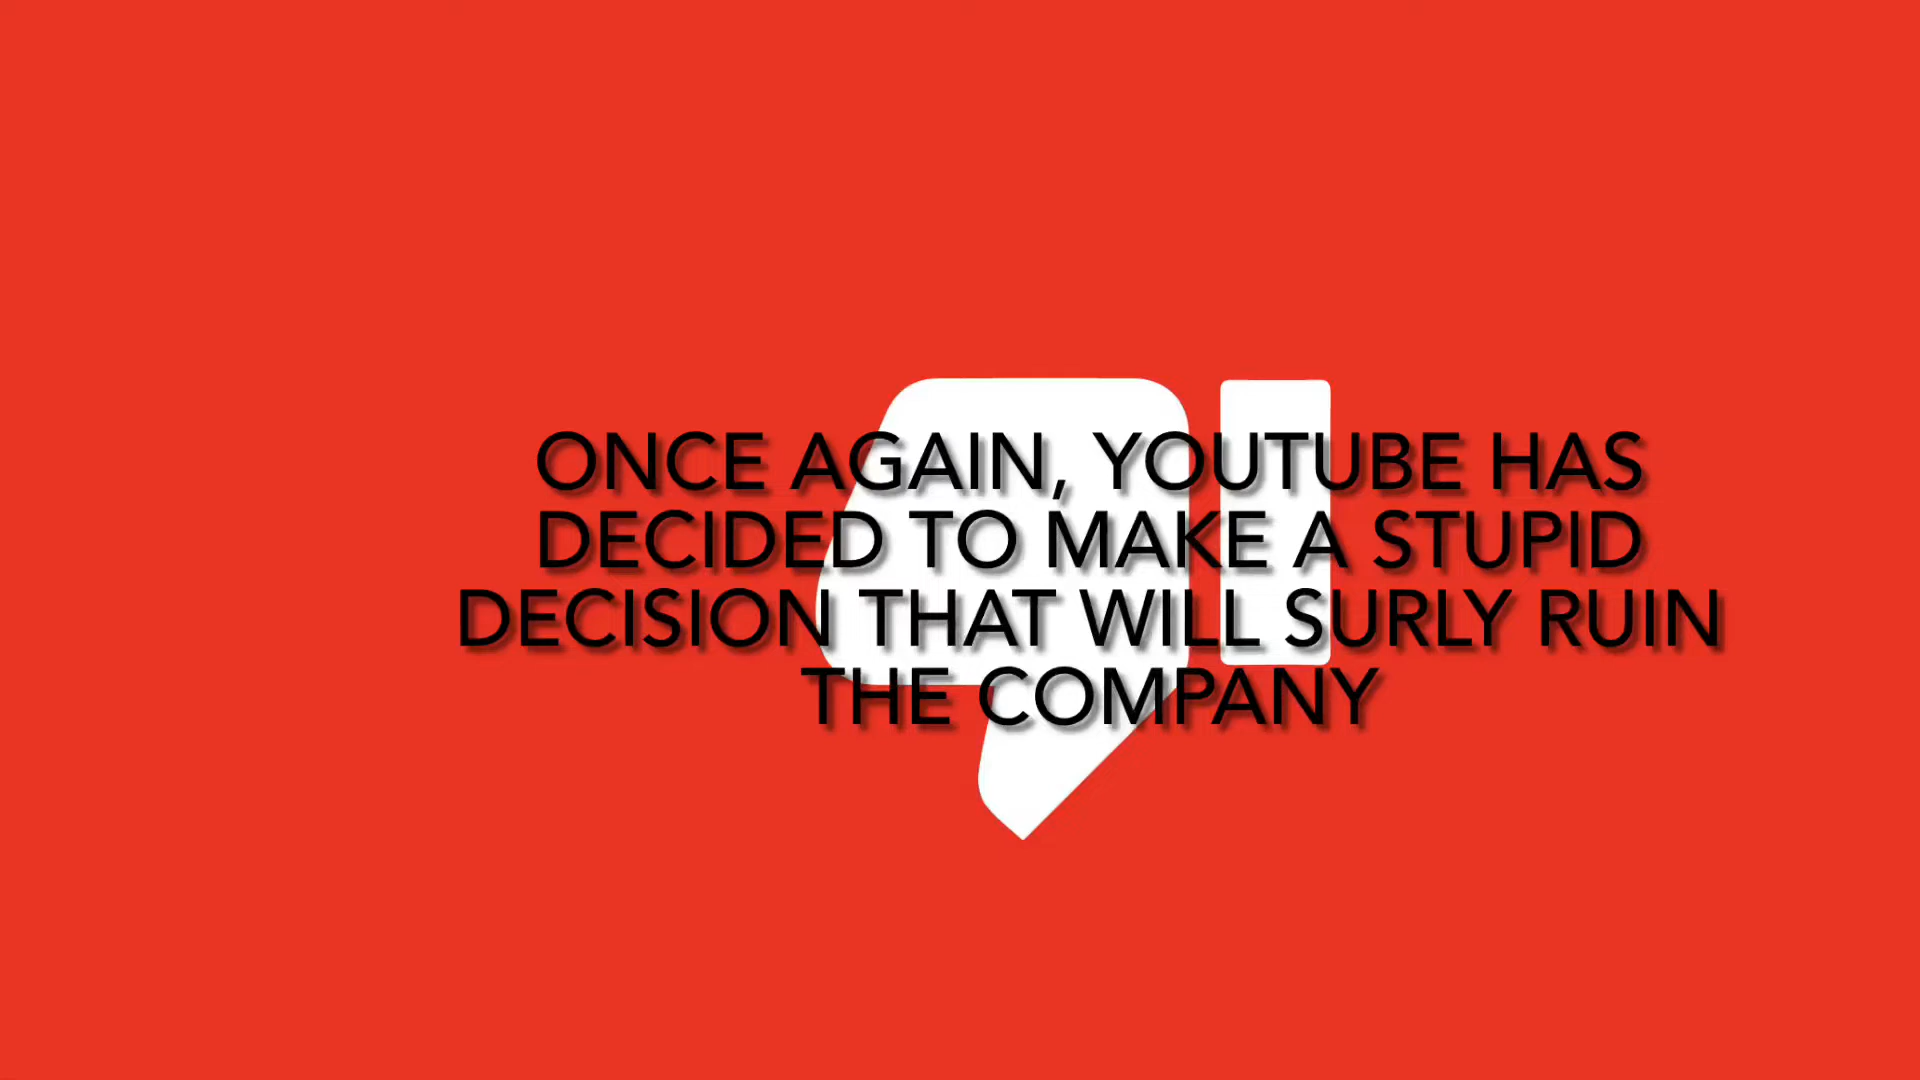 ONCE AGAIN, YOUTUBE HAS
DECIDED TO MAKE A STUPID
DECISION THAT WILL SURLY RUIN
THE COMPANY